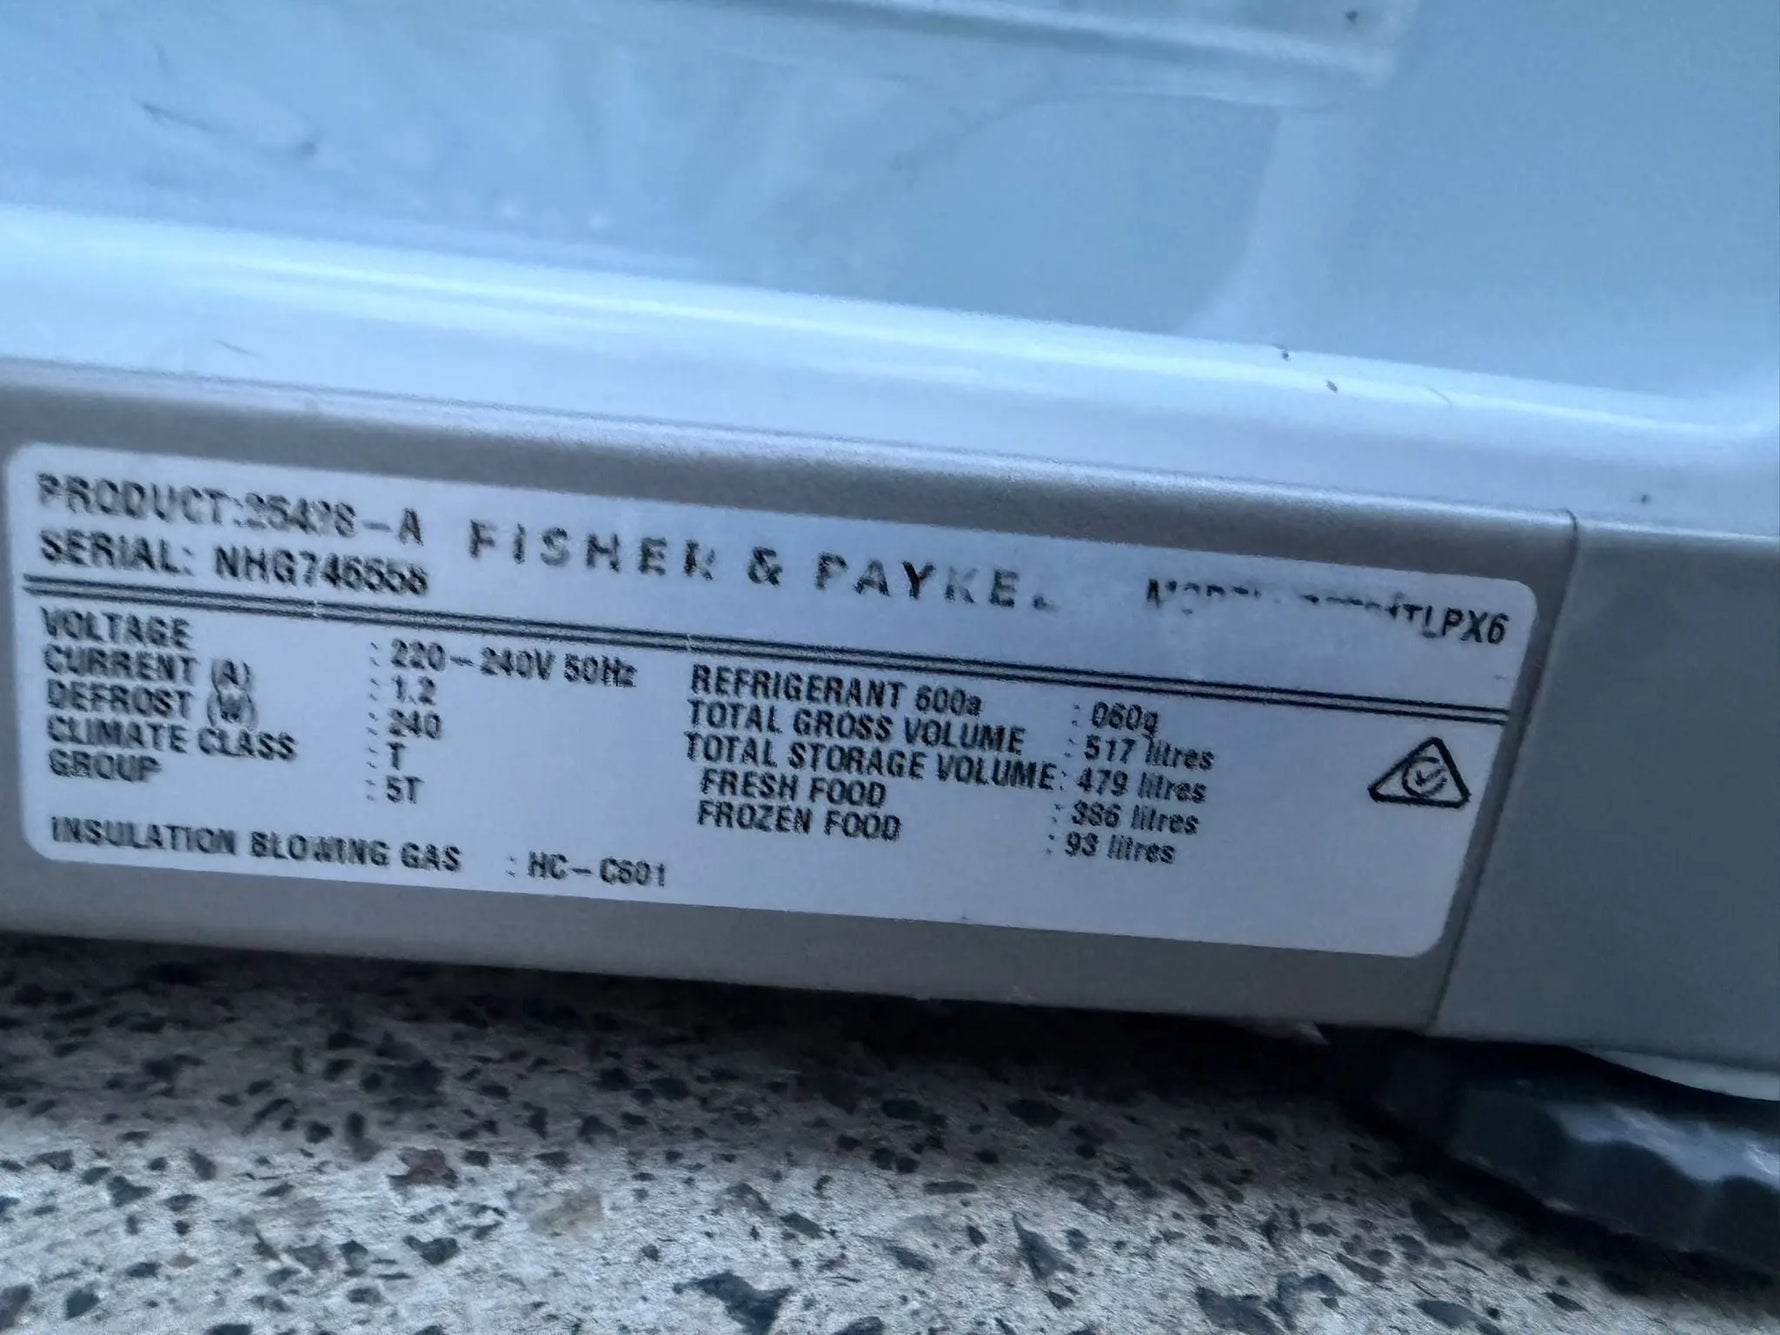 PRODUCT:25478-A
SERIAL: NHG746558
FISHER & PAYKEL
TLPX6
VOLTAGE : 220-240V 50Hz
CURRENT (A) : 1.2
DEFROST (W) : 240
CLIMATE CLASS : T
GROUP : 5T
INSULATION BLOWING GAS : HC-C601
REFRIGERANT 600a : 060g
TOTAL GROSS VOLUME : 517 litres
TOTAL STORAGE VOLUME: 479 litres
FRESH FOOD : 386 litres
FROZEN FOOD : 93 litres